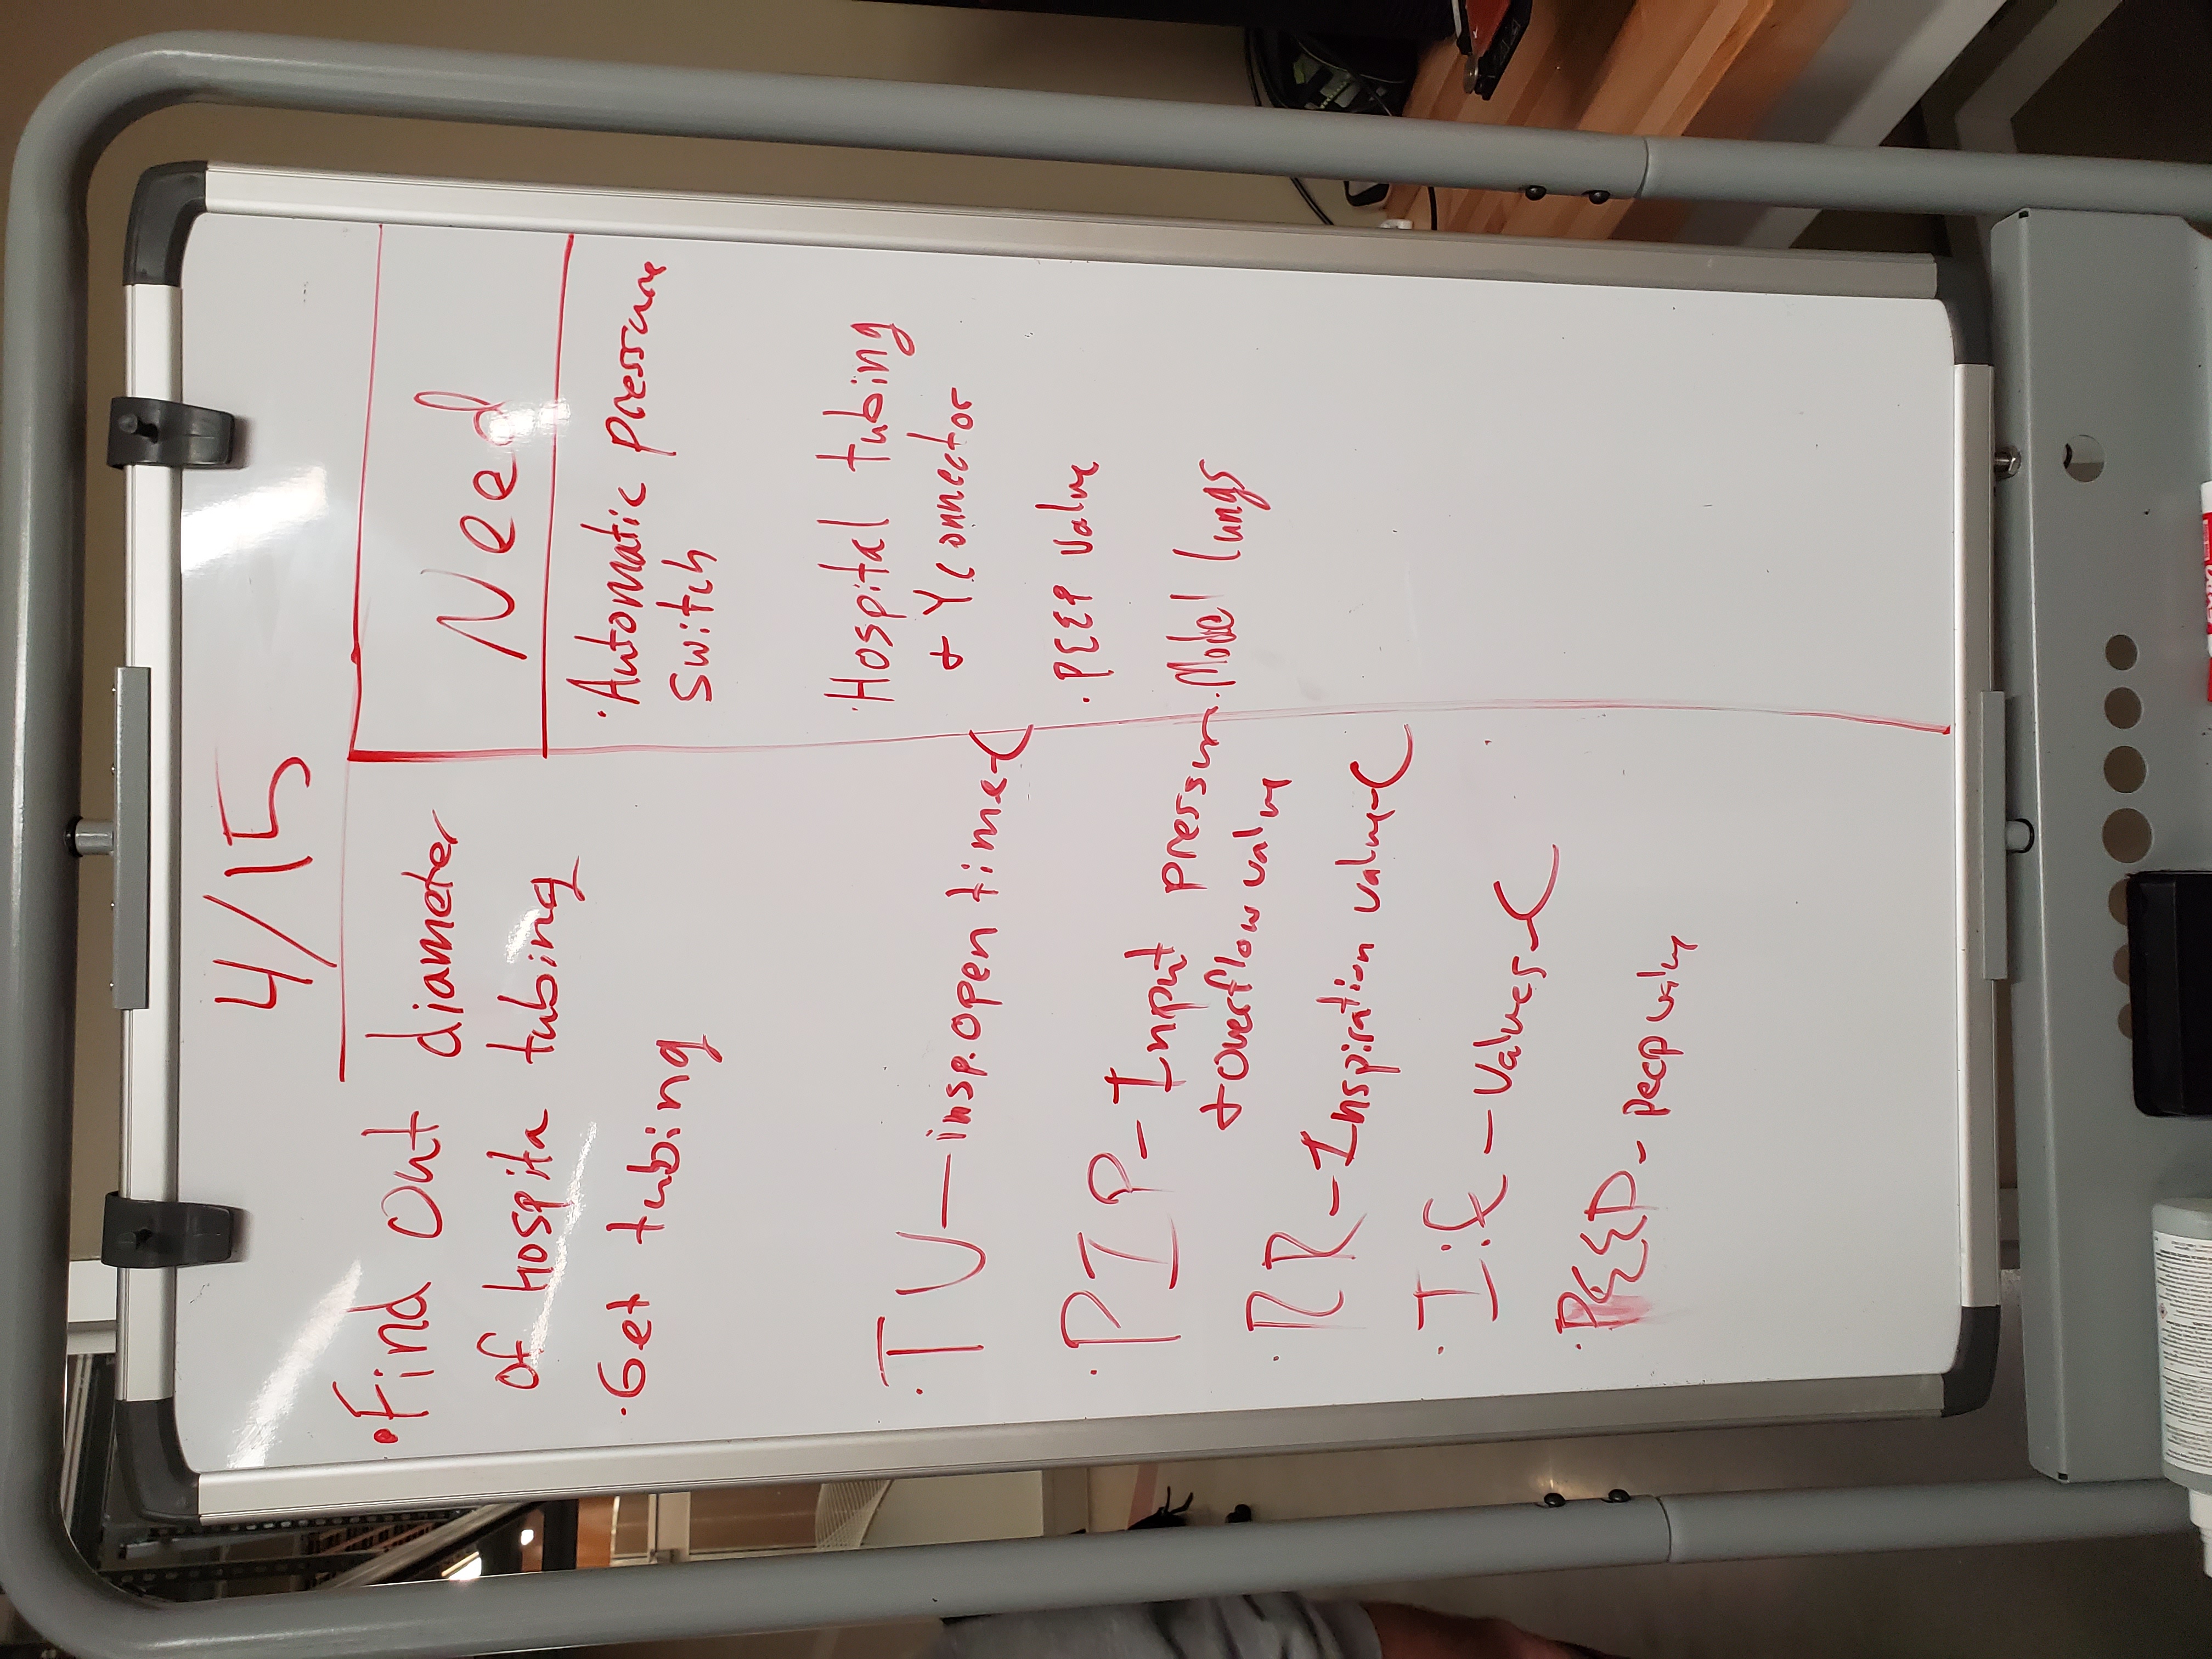 4/15
•Find Out diameter
of hospita tubing
•Get tubing
•TV—insp. open time-C
•PIP-Input pressure
& Overflow valve
•RR-Inspiration valve-C
•I:E-Valves-C
•PEEP-peep valve
Need
•Automatic pressure
switch
•Hospital tubing
& Y connector
•PEEP valve
•Model lungs